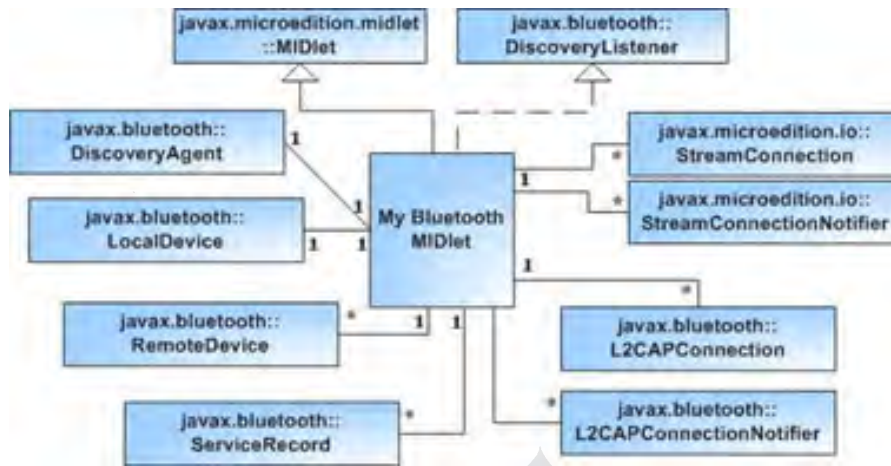 javax.microedition.midlet
::MIDlet
javax.bluetooth::
DiscoveryListener
javax.bluetooth::
DiscoveryAgent
1
1
javax.bluetooth::
LocalDevice
1
1
My Bluetooth
MIDlet
javax.microedition.io::
StreamConnection
1
*
javax.microedition.io::
StreamConnectionNotifier
1
*
javax.bluetooth::
RemoteDevice
*
1
javax.bluetooth::
L2CAPConnection
1
*
javax.bluetooth::
ServiceRecord
*
1
javax.bluetooth::
L2CAPConnectionNotifier
*